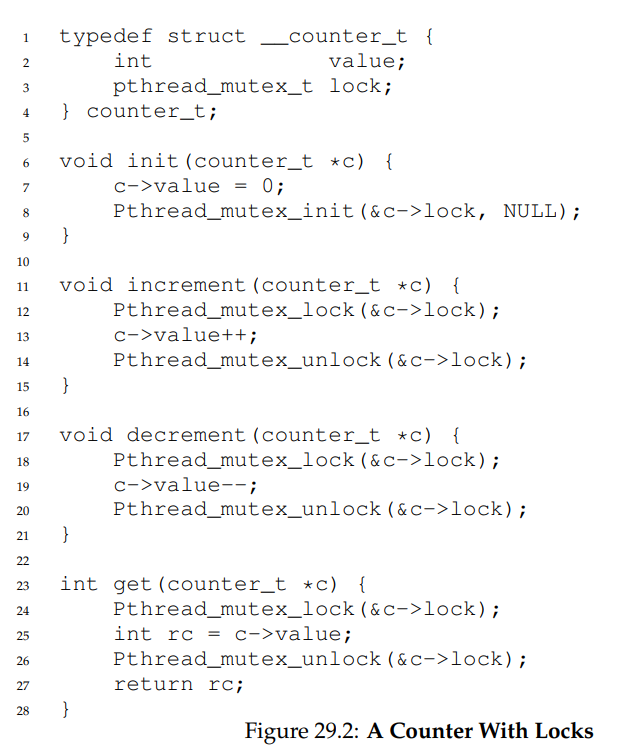 1 typedef struct __counter_t {
2     int             value;
3     pthread_mutex_t lock;
4 } counter_t;
5
6 void init(counter_t *c) {
7     c->value = 0;
8     Pthread_mutex_init(&c->lock, NULL);
9 }
10
11 void increment(counter_t *c) {
12     Pthread_mutex_lock(&c->lock);
13     c->value++;
14     Pthread_mutex_unlock(&c->lock);
15 }
16
17 void decrement(counter_t *c) {
18     Pthread_mutex_lock(&c->lock);
19     c->value--;
20     Pthread_mutex_unlock(&c->lock);
21 }
22
23 int get(counter_t *c) {
24     Pthread_mutex_lock(&c->lock);
25     int rc = c->value;
26     Pthread_mutex_unlock(&c->lock);
27     return rc;
28 }
Figure 29.2: A Counter With Locks